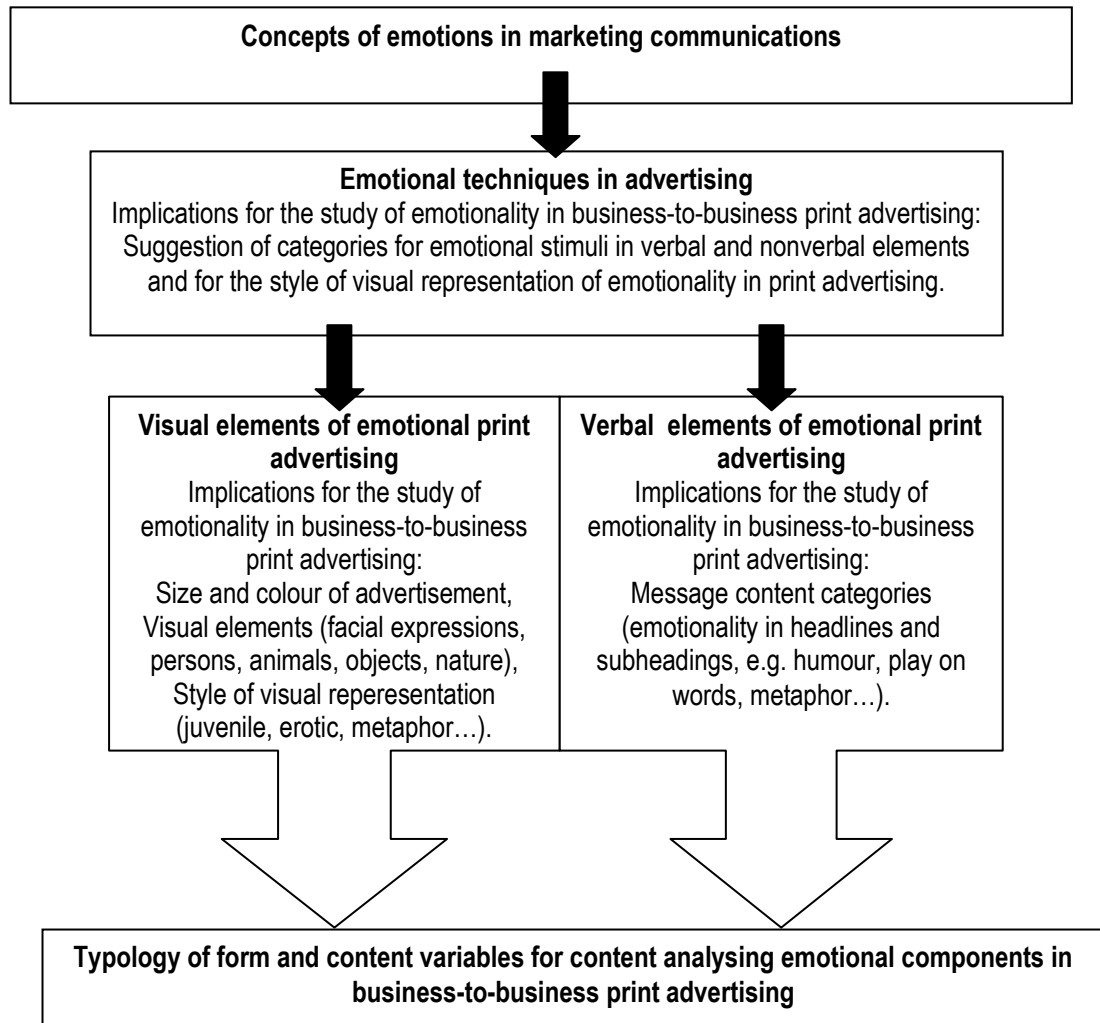 Concepts of emotions in marketing communications
Emotional techniques in advertising
Implications for the study of emotionality in business-to-business print advertising:
Suggestion of categories for emotional stimuli in verbal and nonverbal elements
and for the style of visual representation of emotionality in print advertising.
Visual elements of emotional print
advertising
Implications for the study of
emotionality in business-to-business
print advertising:
Size and colour of advertisement,
Visual elements (facial expressions,
persons, animals, objects, nature),
Style of visual reperesentation
(juvenile, erotic, metaphor…).
Verbal elements of emotional print
advertising
Implications for the study of
emotionality in business-to-business
print advertising:
Message content categories
(emotionality in headlines and
subheadings, e.g. humour, play on
words, metaphor…).
Typology of form and content variables for content analysing emotional components in
business-to-business print advertising